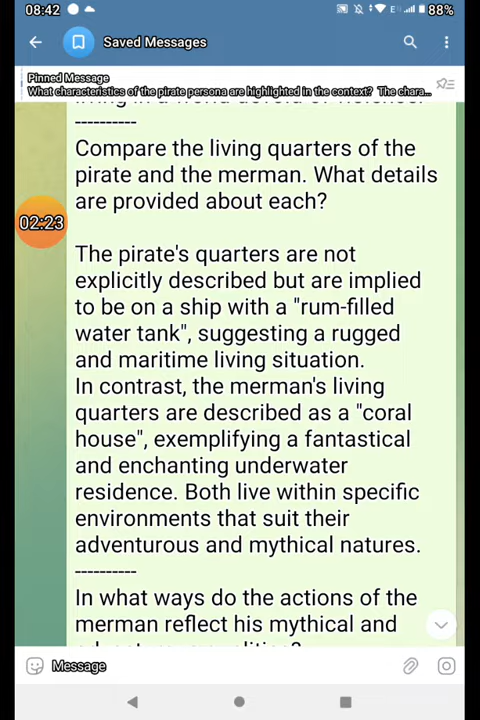 08:42
E
88%
Saved Messages
Pinned Message
What characteristics of the pirate persona are highlighted in the context? The chara...
----------
Compare the living quarters of the
pirate and the merman. What details
are provided about each?
02:23
The pirate's quarters are not
explicitly described but are implied
to be on a ship with a "rum-filled
water tank", suggesting a rugged
and maritime living situation.
In contrast, the merman's living
quarters are described as a "coral
house", exemplifying a fantastical
and enchanting underwater
residence. Both live within specific
environments that suit their
adventurous and mythical natures.
----------
In what ways do the actions of the
merman reflect his mythical and
Message